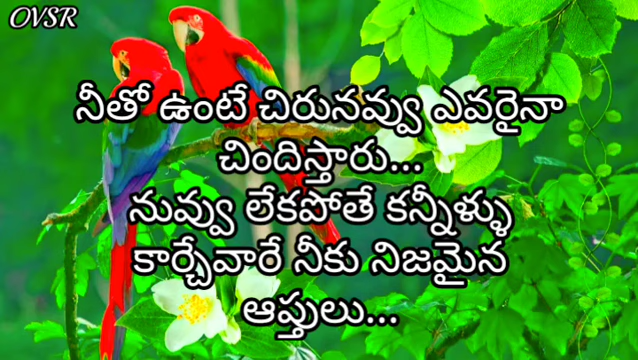 OVSR
నీతో ఉంటే చిరునవ్వు ఎవరైనా
చిందిస్తారు...
నువ్వు లేకపోతే కన్నీళ్ళు
కార్చేవారే నీకు నిజమైన
ఆప్తులు...